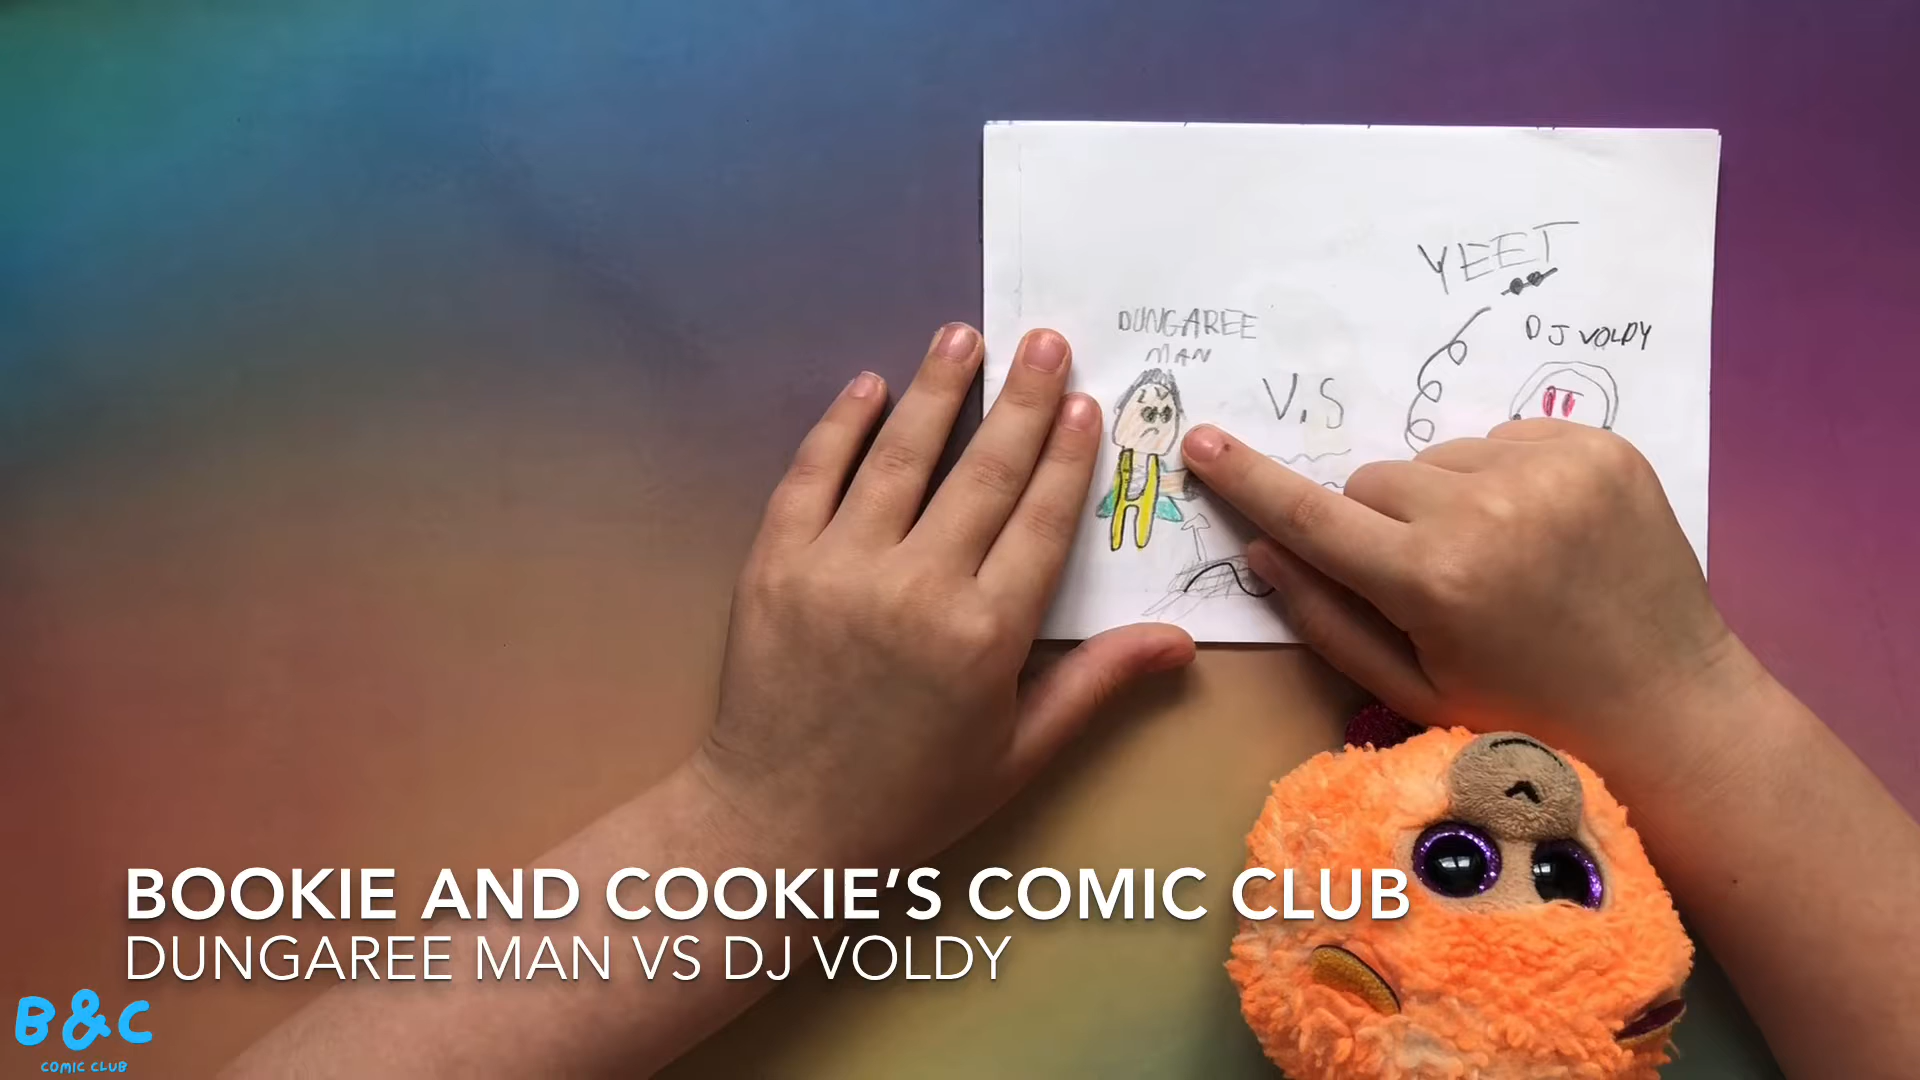 YEET
DUNGAREE
MAN
V.S
DJ VOLDY
BOOKIE AND COOKIE’S COMIC CLUB
DUNGAREE MAN VS DJ VOLDY
B&C
COMIC CLUB